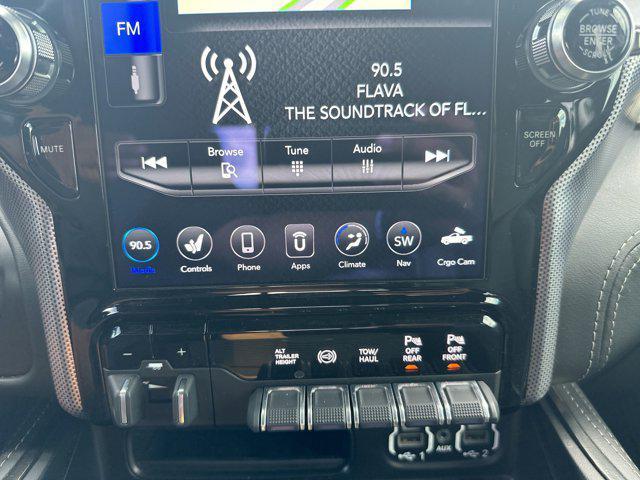 FM
90.5
FLAVA
THE SOUNDTRACK OF FL...
TUNE
BROWSE
ENTER
SCROLL
MUTE
SCREEN
OFF
Browse
Tune
Audio
90.5
Media
Controls
Phone
U
Apps
Climate
SW
Nav
Crgo Cam
- +
ALT
TRAILER
HEIGHT
TOW/
HAUL
P
OFF
REAR
P
OFF
FRONT
1
AUX
2